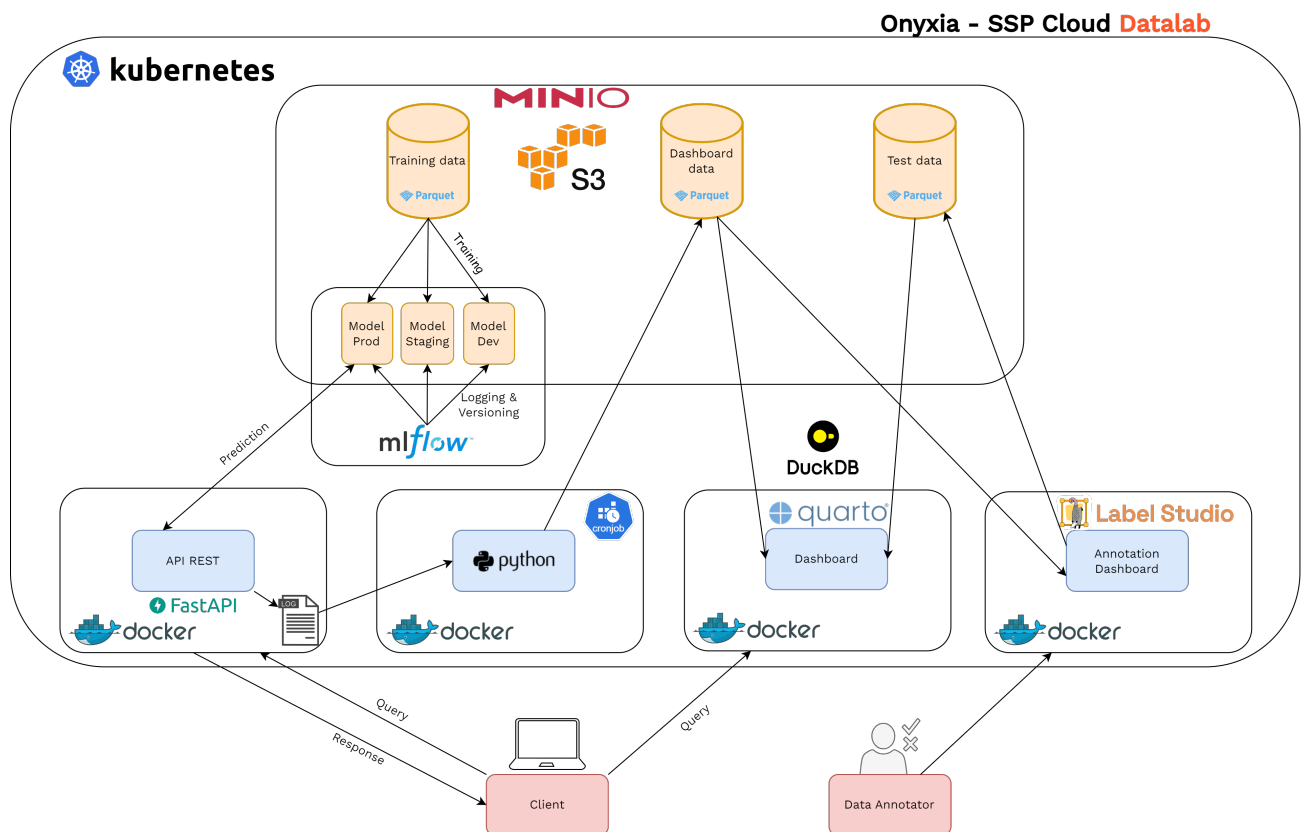 Onyxia - SSP Cloud Datalab
kubernetes
MINIO
S3
Training data
Parquet
Dashboard
data
Parquet
Test data
Parquet
Training
Model
Prod
Model
Staging
Model
Dev
Logging &
Versioning
mlflow™
Prediction
DuckDB
API REST
FastAPI
LOG
docker
cronjob
python
docker
quarto®
Dashboard
docker
Label Studio
Annotation
Dashboard
docker
Query
Response
Query
Client
Data Annotator